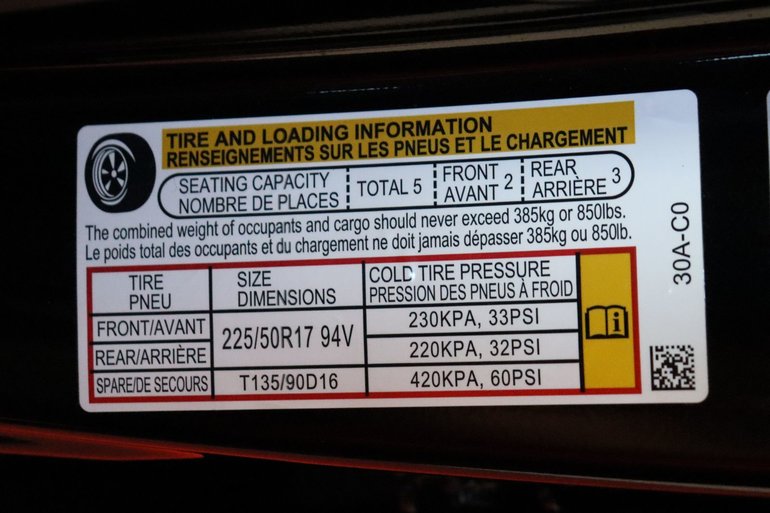 TIRE AND LOADING INFORMATION
RENSEIGNEMENTS SUR LES PNEUS ET LE CHARGEMENT
SEATING CAPACITY
NOMBRE DE PLACES
TOTAL 5
FRONT
AVANT 2
REAR
ARRIÈRE 3
The combined weight of occupants and cargo should never exceed 385kg or 850lbs.
Le poids total des occupants et du chargement ne doit jamais dépasser 385kg ou 850lb.
TIRE
PNEU
SIZE
DIMENSIONS
COLD TIRE PRESSURE
PRESSION DES PNEUS À FROID
FRONT/AVANT
225/50R17 94V
230KPA, 33PSI
REAR/ARRIÈRE
220KPA, 32PSI
SPARE/DE SECOURS
T135/90D16
420KPA, 60PSI
i
30A-C0